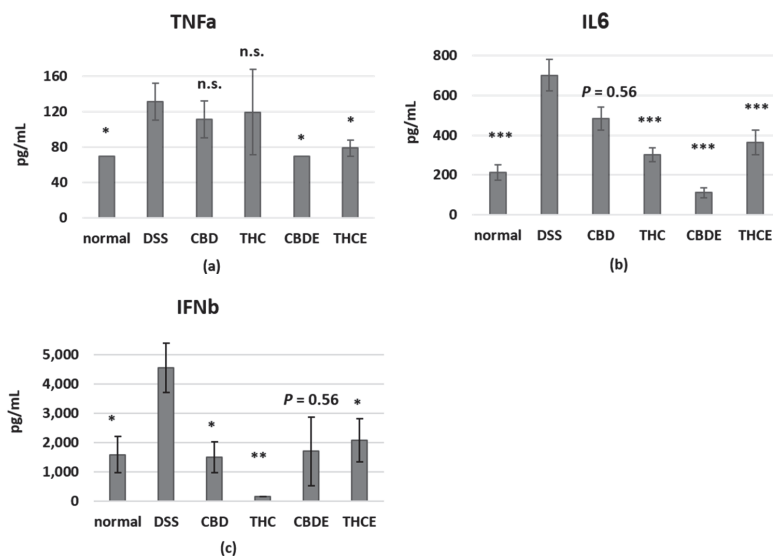 TNFa
n.s.
n.s.
160
120
80
40
0
*
*
*
pg/mL
normal DSS CBD THC CBDE THCE
(a)
IL6
800
600
400
200
0
P = 0.56
***
***
***
***
pg/mL
normal DSS CBD THC CBDE THCE
(b)
IFNb
5,000
4,000
3,000
2,000
1,000
0
P = 0.56
*
*
**
*
pg/mL
normal DSS CBD THC CBDE THCE
(c)